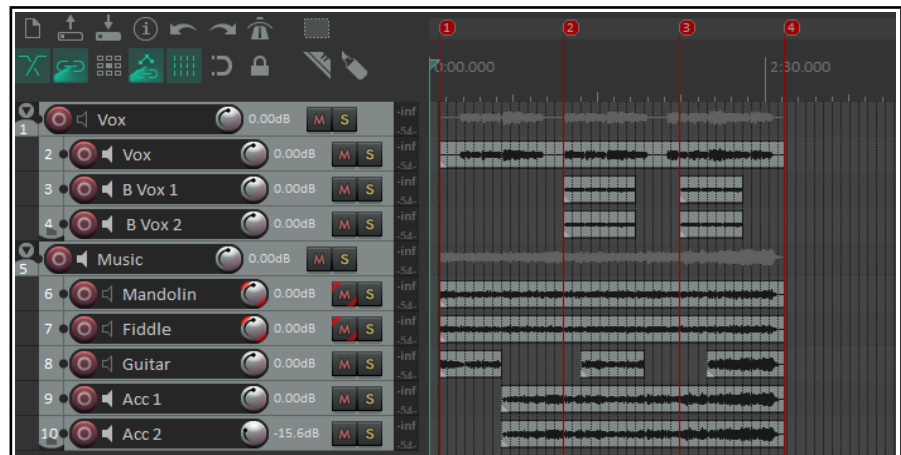 1 2 3 4
0:00.000 2:30.000
1 Vox 0.00dB M S -inf -54-
2 Vox 0.00dB M S -inf -54-
3 B Vox 1 0.00dB M S -inf -54-
4 B Vox 2 0.00dB M S -inf -54-
5 Music 0.00dB M S -inf -54-
6 Mandolin 0.00dB M S -inf -54-
7 Fiddle 0.00dB M S -inf -54-
8 Guitar 0.00dB M S -inf -54-
9 Acc 1 0.00dB M S -inf -54-
10 Acc 2 -15.6dB M S -inf -54-